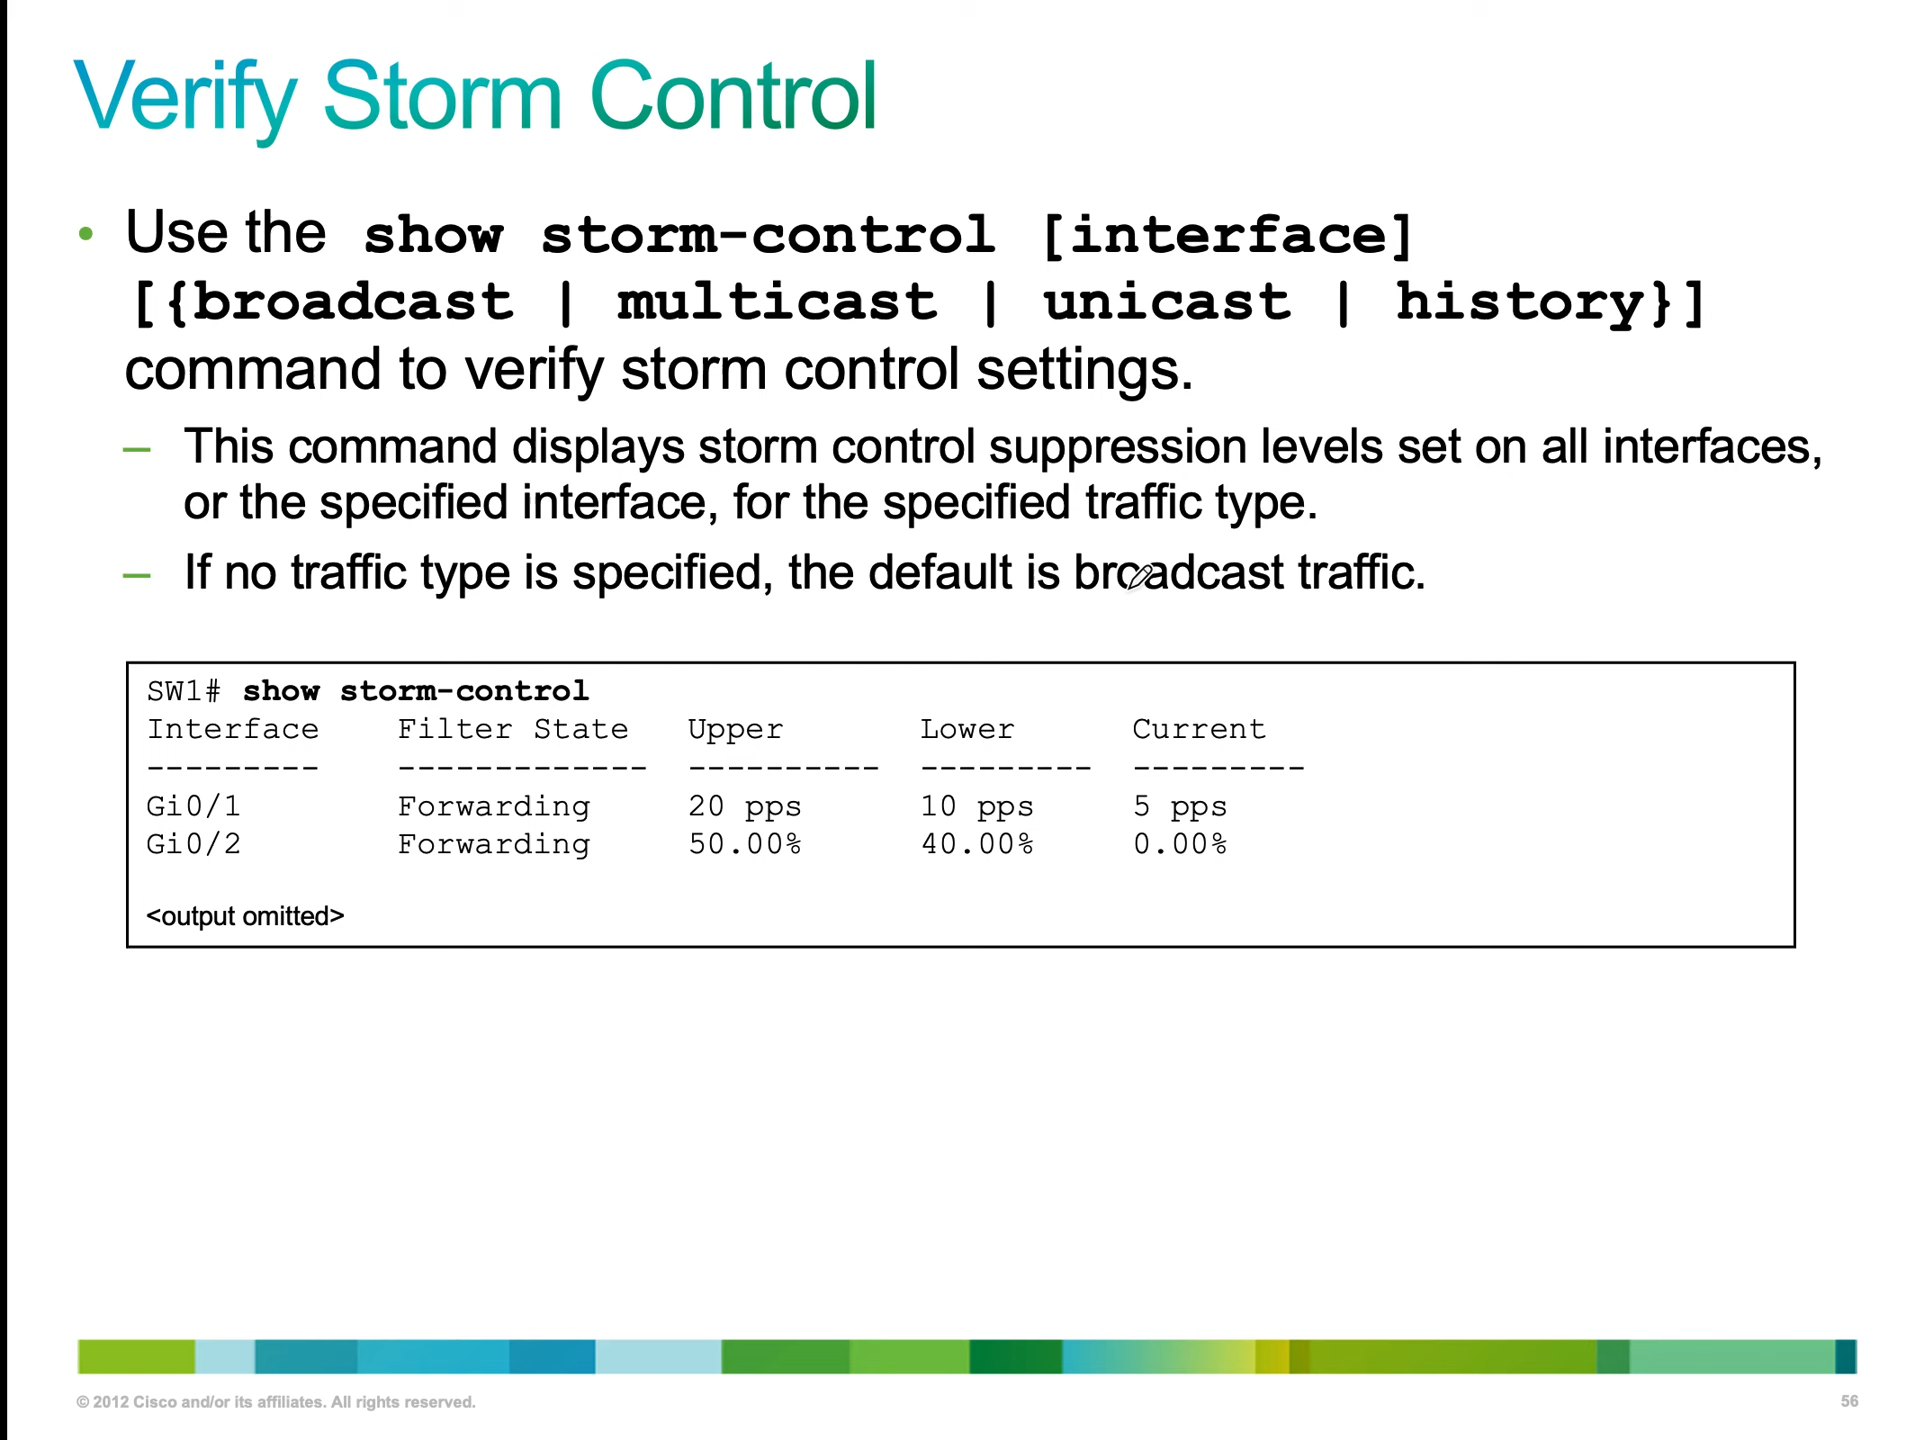 Verify Storm Control
• Use the show storm-control [interface]
[{broadcast | multicast | unicast | history}]
command to verify storm control settings.
– This command displays storm control suppression levels set on all interfaces,
or the specified interface, for the specified traffic type.
– If no traffic type is specified, the default is broadcast traffic.
SW1# show storm-control
Interface    Filter State   Upper       Lower      Current
---------    -------------  ----------  ---------  ---------
Gi0/1        Forwarding     20 pps      10 pps     5 pps
Gi0/2        Forwarding     50.00%      40.00%     0.00%
<output omitted>
© 2012 Cisco and/or its affiliates. All rights reserved. 56